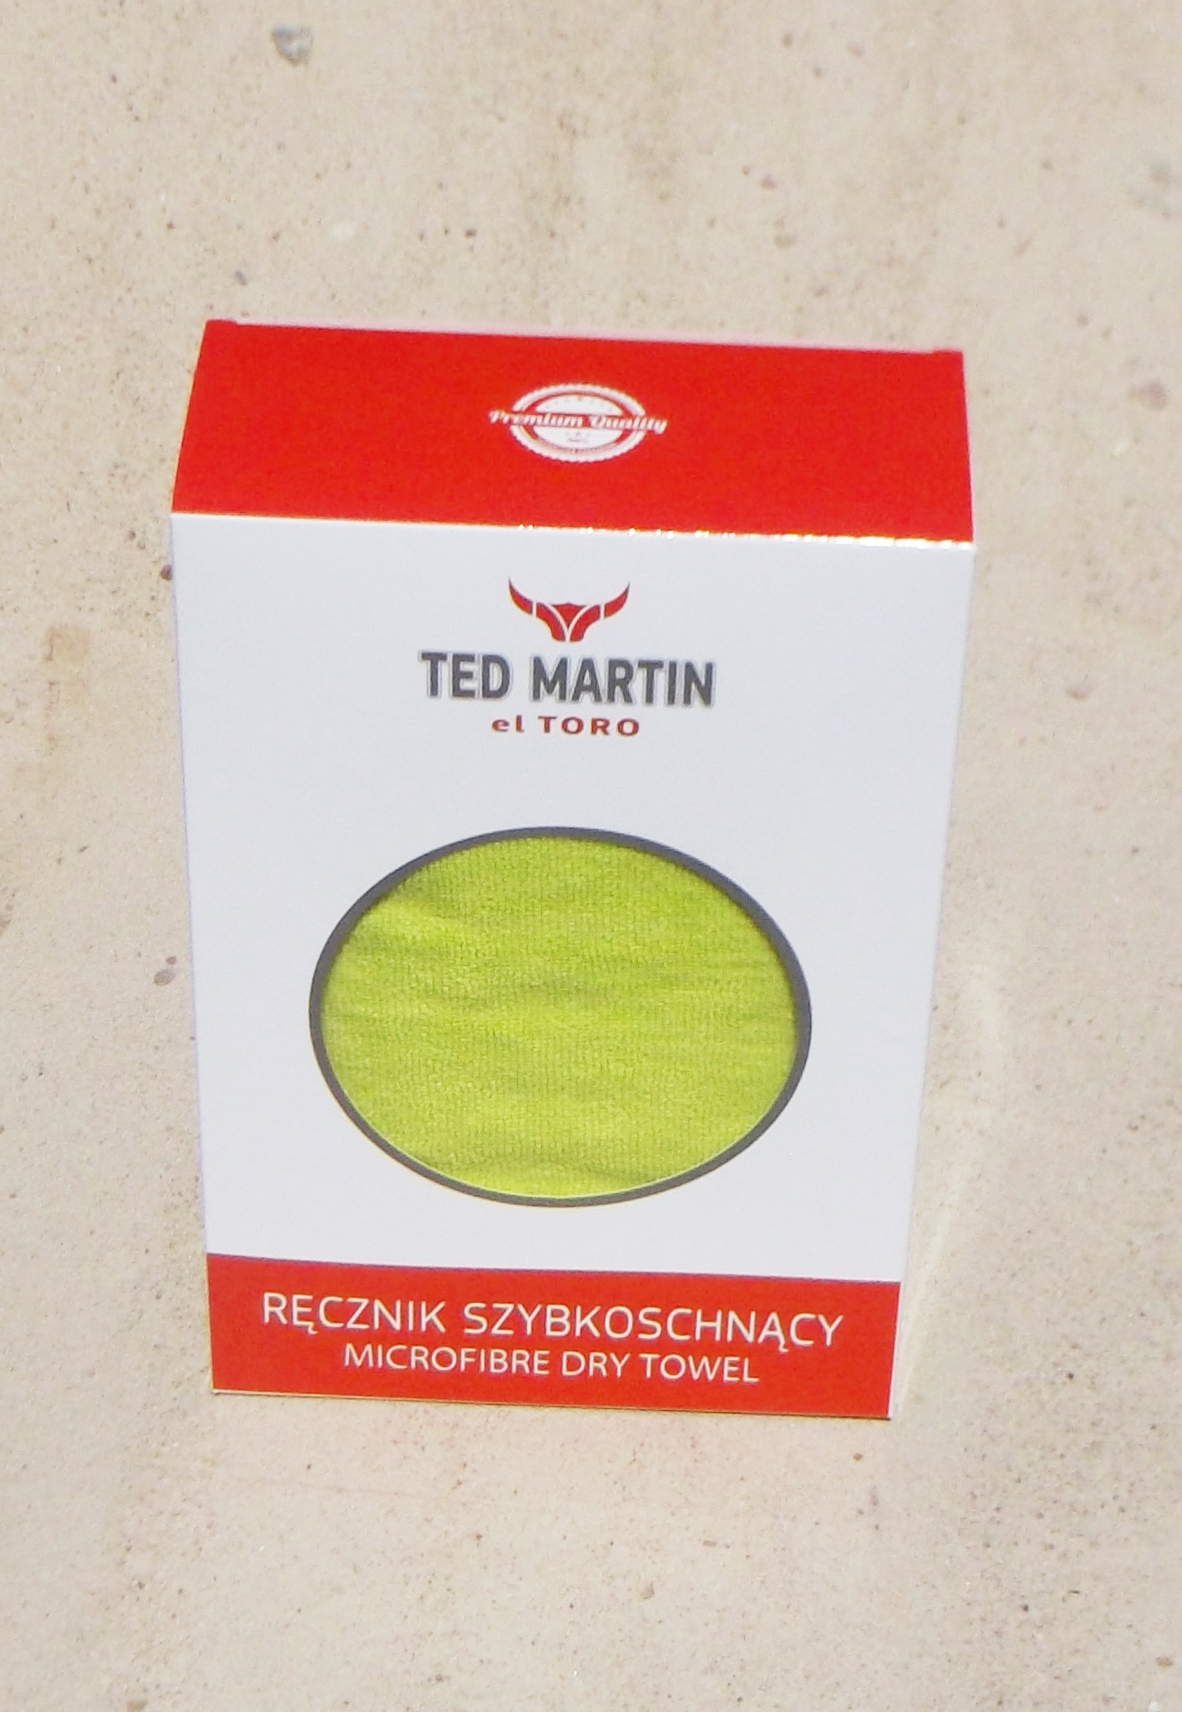 Premium Quality
TED MARTIN
el TORO
RĘCZNIK SZYBKOSCHNĄCY
MICROFIBRE DRY TOWEL